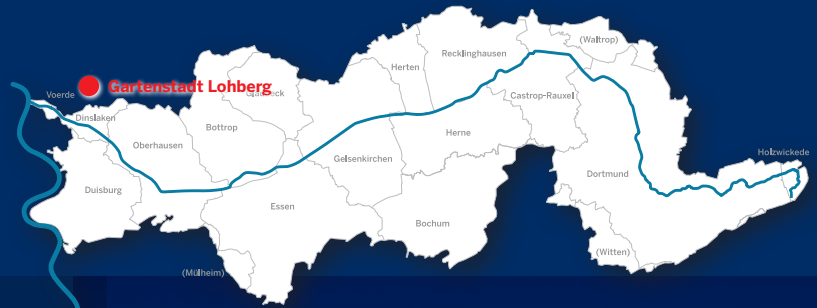 (Waltrop)
Recklinghausen
Herten
Gartenstadt Lohberg
Voerde
Castrop-Rauxel
Dinslaken
Bottrop
Herne
Oberhausen
Holzwickede
Gelsenkirchen
Dortmund
Duisburg
Essen
Bochum
(Witten)
(Mülheim)